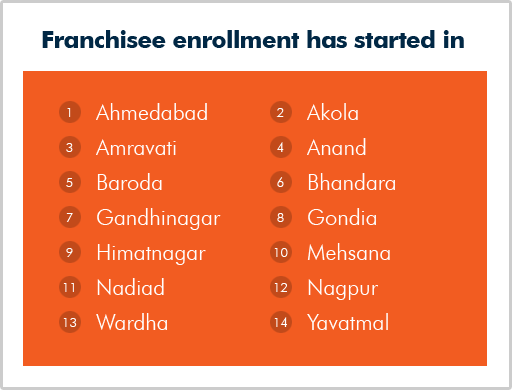 Franchisee enrollment has started in
1 Ahmedabad 2 Akola
3 Amravati 4 Anand
5 Baroda 6 Bhandara
7 Gandhinagar 8 Gondia
9 Himatnagar 10 Mehsana
11 Nadiad 12 Nagpur
13 Wardha 14 Yavatmal